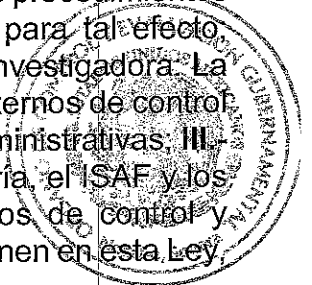 para tal efecto,
nvestigadora. La
ternos de control
ministrativas, III.-
ría, el ISAF y los
os de control y
men en esta Ley,